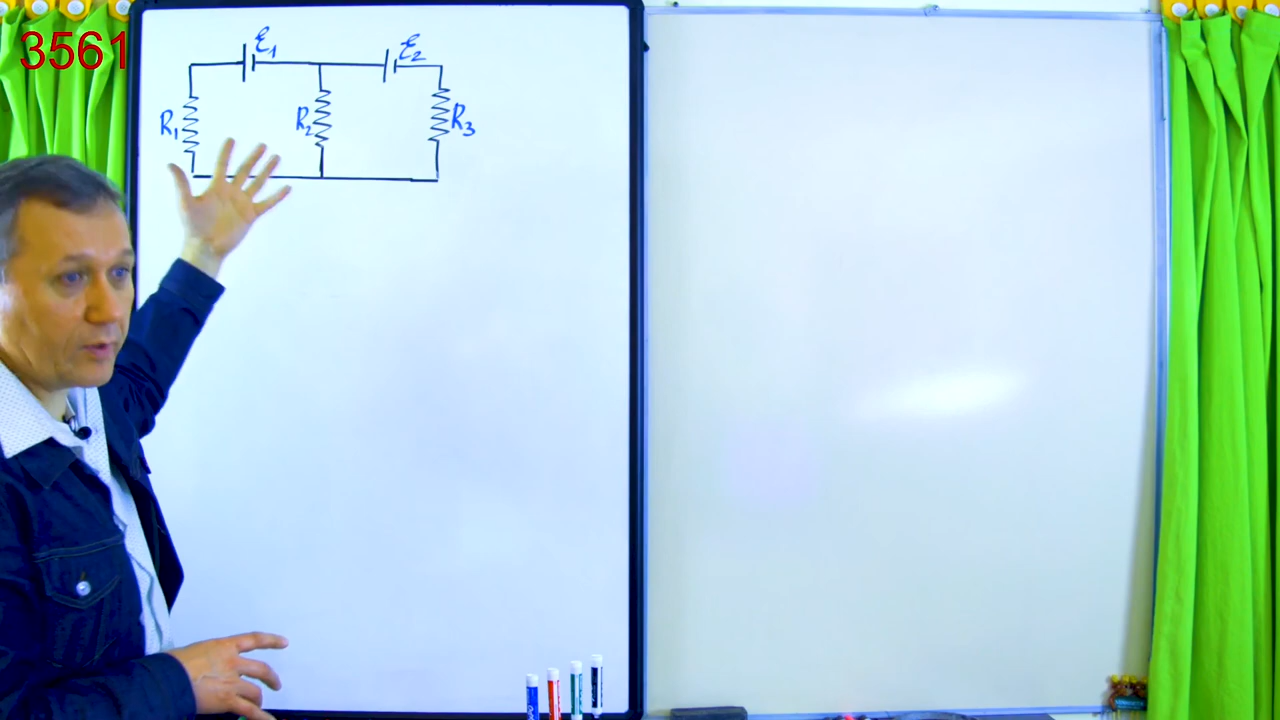 3561
ℰ₁ ℰ₂
R₁ R₂ R₃